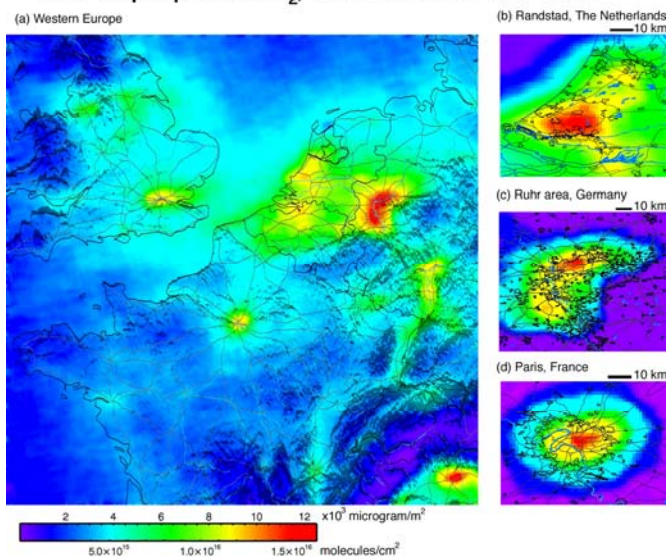 (a) Western Europe
(b) Randstad, The Netherlands
10 km
(c) Ruhr area, Germany
10 km
(d) Paris, France
10 km
2 4 6 8 10 12 x10³ microgram/m²
5.0×10¹⁵ 1.0×10¹⁶ 1.5×10¹⁶ molecules/cm²